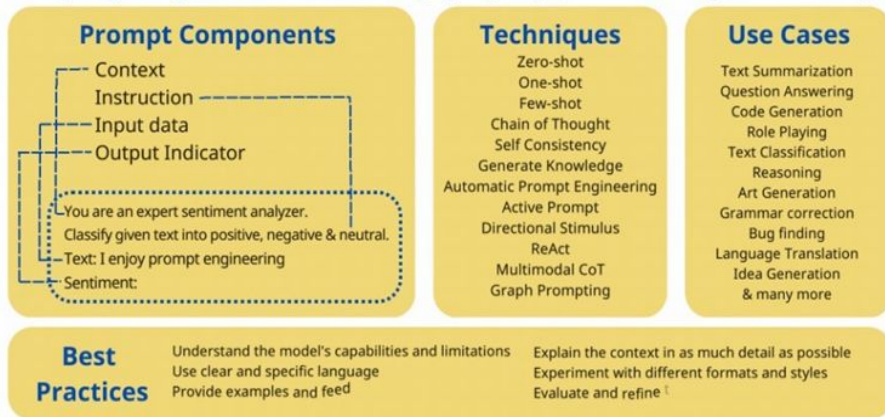 Prompt Components
Context
Instruction
Input data
Output Indicator
You are an expert sentiment analyzer.
Classify given text into positive, negative & neutral.
Text: I enjoy prompt engineering
Sentiment:
Techniques
Zero-shot
One-shot
Few-shot
Chain of Thought
Self Consistency
Generate Knowledge
Automatic Prompt Engineering
Active Prompt
Directional Stimulus
ReAct
Multimodal CoT
Graph Prompting
Use Cases
Text Summarization
Question Answering
Code Generation
Role Playing
Text Classification
Reasoning
Art Generation
Grammar correction
Bug finding
Language Translation
Idea Generation
& many more
Best
Practices
Understand the model's capabilities and limitations
Use clear and specific language
Provide examples and feed
Explain the context in as much detail as possible
Experiment with different formats and styles
Evaluate and refine